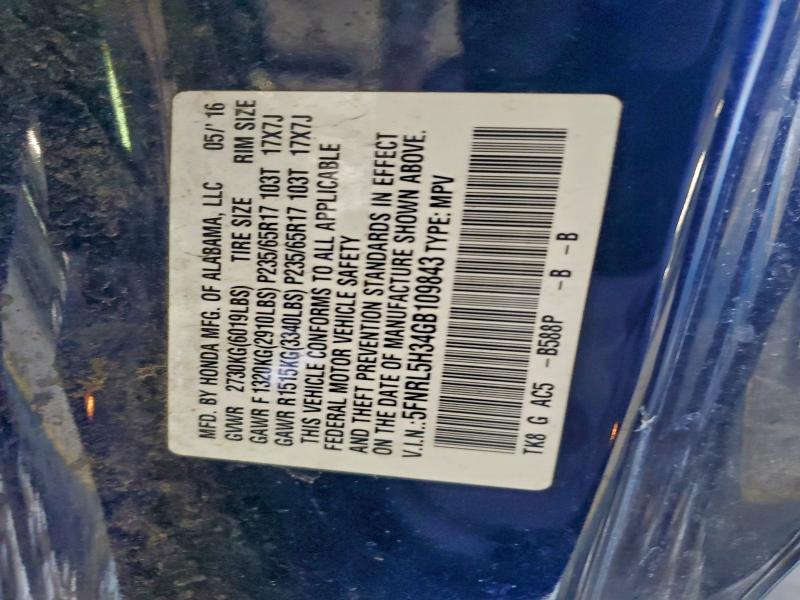 MFD. BY HONDA MFG. OF ALABAMA, LLC 05/'16
GVWR 2730KG(6019LBS) TIRE SIZE RIM SIZE
GAWR F 1320KG(2910LBS) P235/65R17 103T 17X7J
GAWR R1515KG(3340LBS) P235/65R17 103T 17X7J
THIS VEHICLE CONFORMS TO ALL APPLICABLE
FEDERAL MOTOR VEHICLE SAFETY
AND THEFT PREVENTION STANDARDS IN EFFECT
ON THE DATE OF MANUFACTURE SHOWN ABOVE.
V.I.N.:5FNRL5H34GB109843 TYPE: MPV
TK8 G AC5 -B588P -B -B